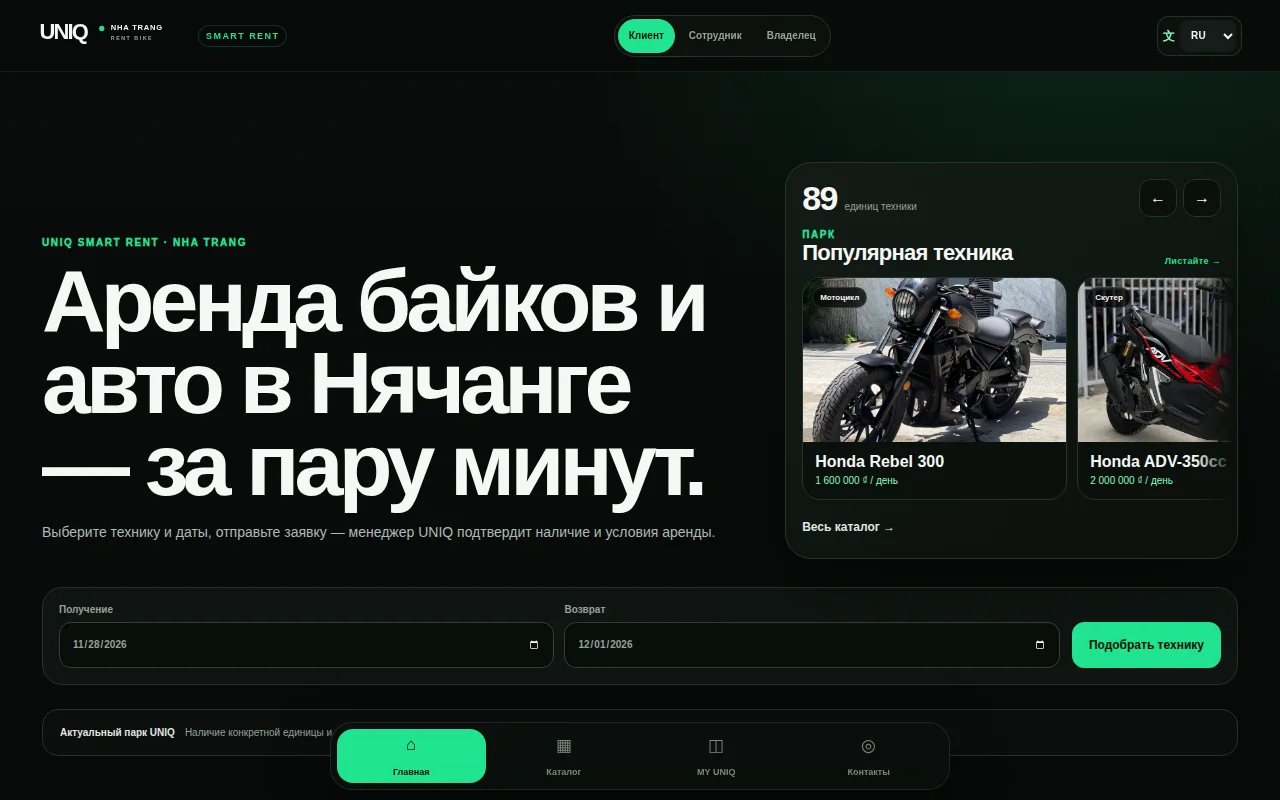 UNIQ
NHA TRANG
RENT BIKE
SMART RENT
Клиент
Сотрудник
Владелец
文
RU
UNIQ SMART RENT · NHA TRANG
Аренда байков и
авто в Нячанге
— за пару минут.
Выберите технику и даты, отправьте заявку — менеджер UNIQ подтвердит наличие и условия аренды.
89 единиц техники
←
→
ПАРК
Популярная техника
Листайте →
Мотоцикл
Honda Rebel 300
1 600 000 ₫ / день
Скутер
ADV
Honda ADV-350cc
2 000 000 ₫ / день
Весь каталог →
Получение
11/28/2026
Возврат
12/01/2026
Подобрать технику
Актуальный парк UNIQ
Наличие конкретной единицы и
Главная
Каталог
MY UNIQ
Контакты